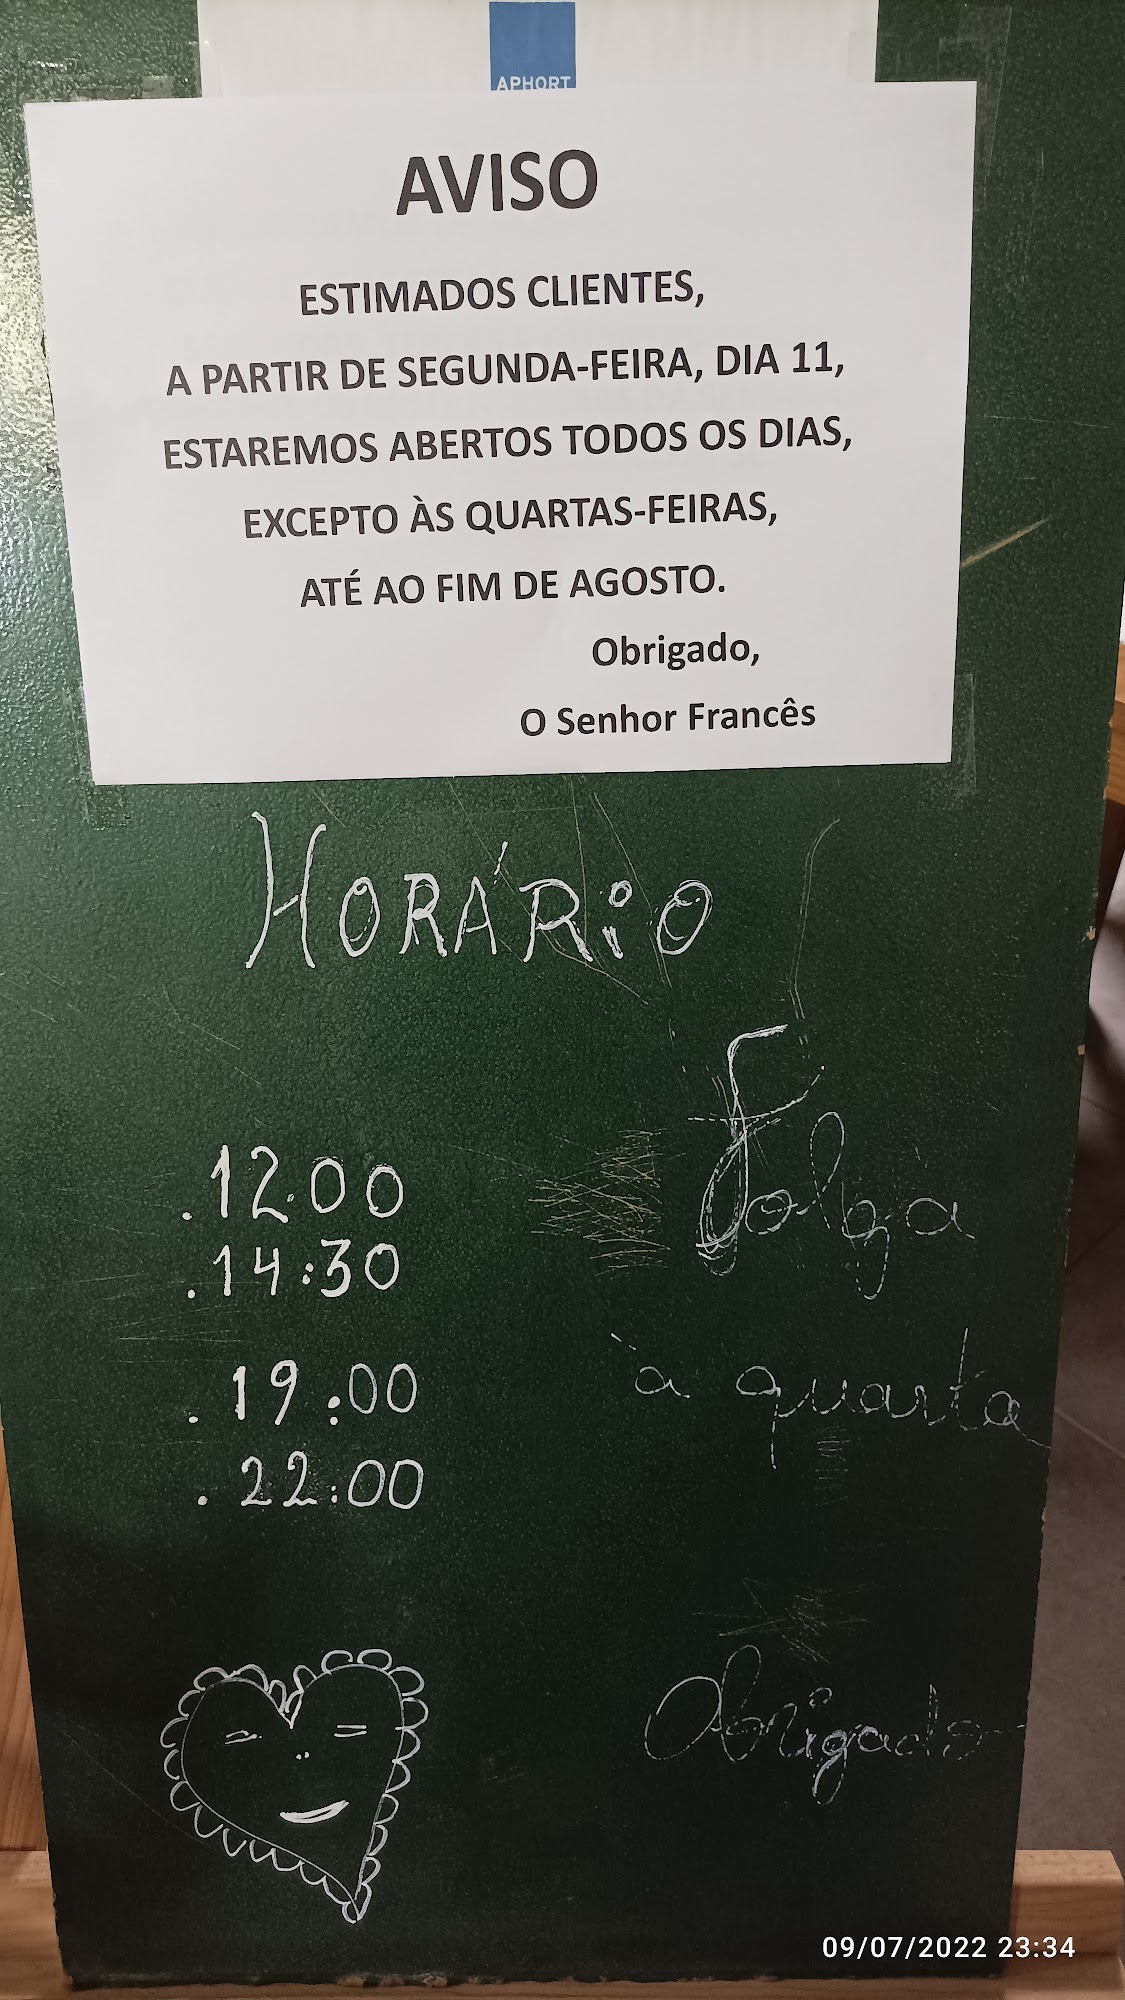 APHORT
AVISO
ESTIMADOS CLIENTES,
A PARTIR DE SEGUNDA-FEIRA, DIA 11,
ESTAREMOS ABERTOS TODOS OS DIAS,
EXCEPTO ÀS QUARTAS-FEIRAS,
ATÉ AO FIM DE AGOSTO.
Obrigado,
O Senhor Francês
HORÁRiO
.12.00
.14:30
. 19:00
. 22:00
Folga
à quarta
Obrigado
09/07/2022 23:34